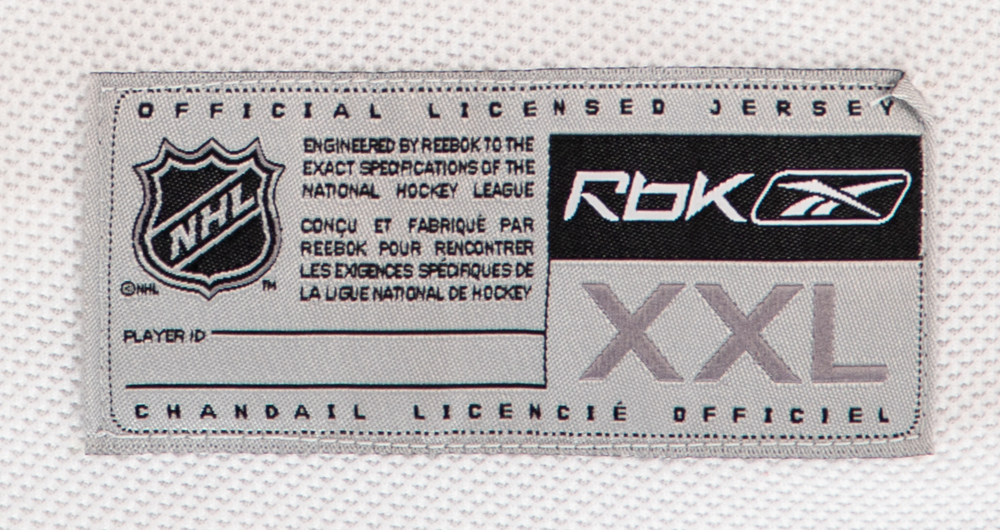 OFFICIAL LICENSED JERSEY
NHL
©NHL
TM
ENGINEERED BY REEBOK TO THE
EXACT SPECIFICATIONS OF THE
NATIONAL HOCKEY LEAGUE
CONÇU ET FABRIQUÉ PAR
REEBOK POUR RENCONTRER
LES EXIGENCES SPÉCIFIQUES DE
LA LIGUE NATIONAL DE HOCKEY
PLAYER ID
RbK
XXL
CHANDAIL LICENCIÉ OFFICIEL